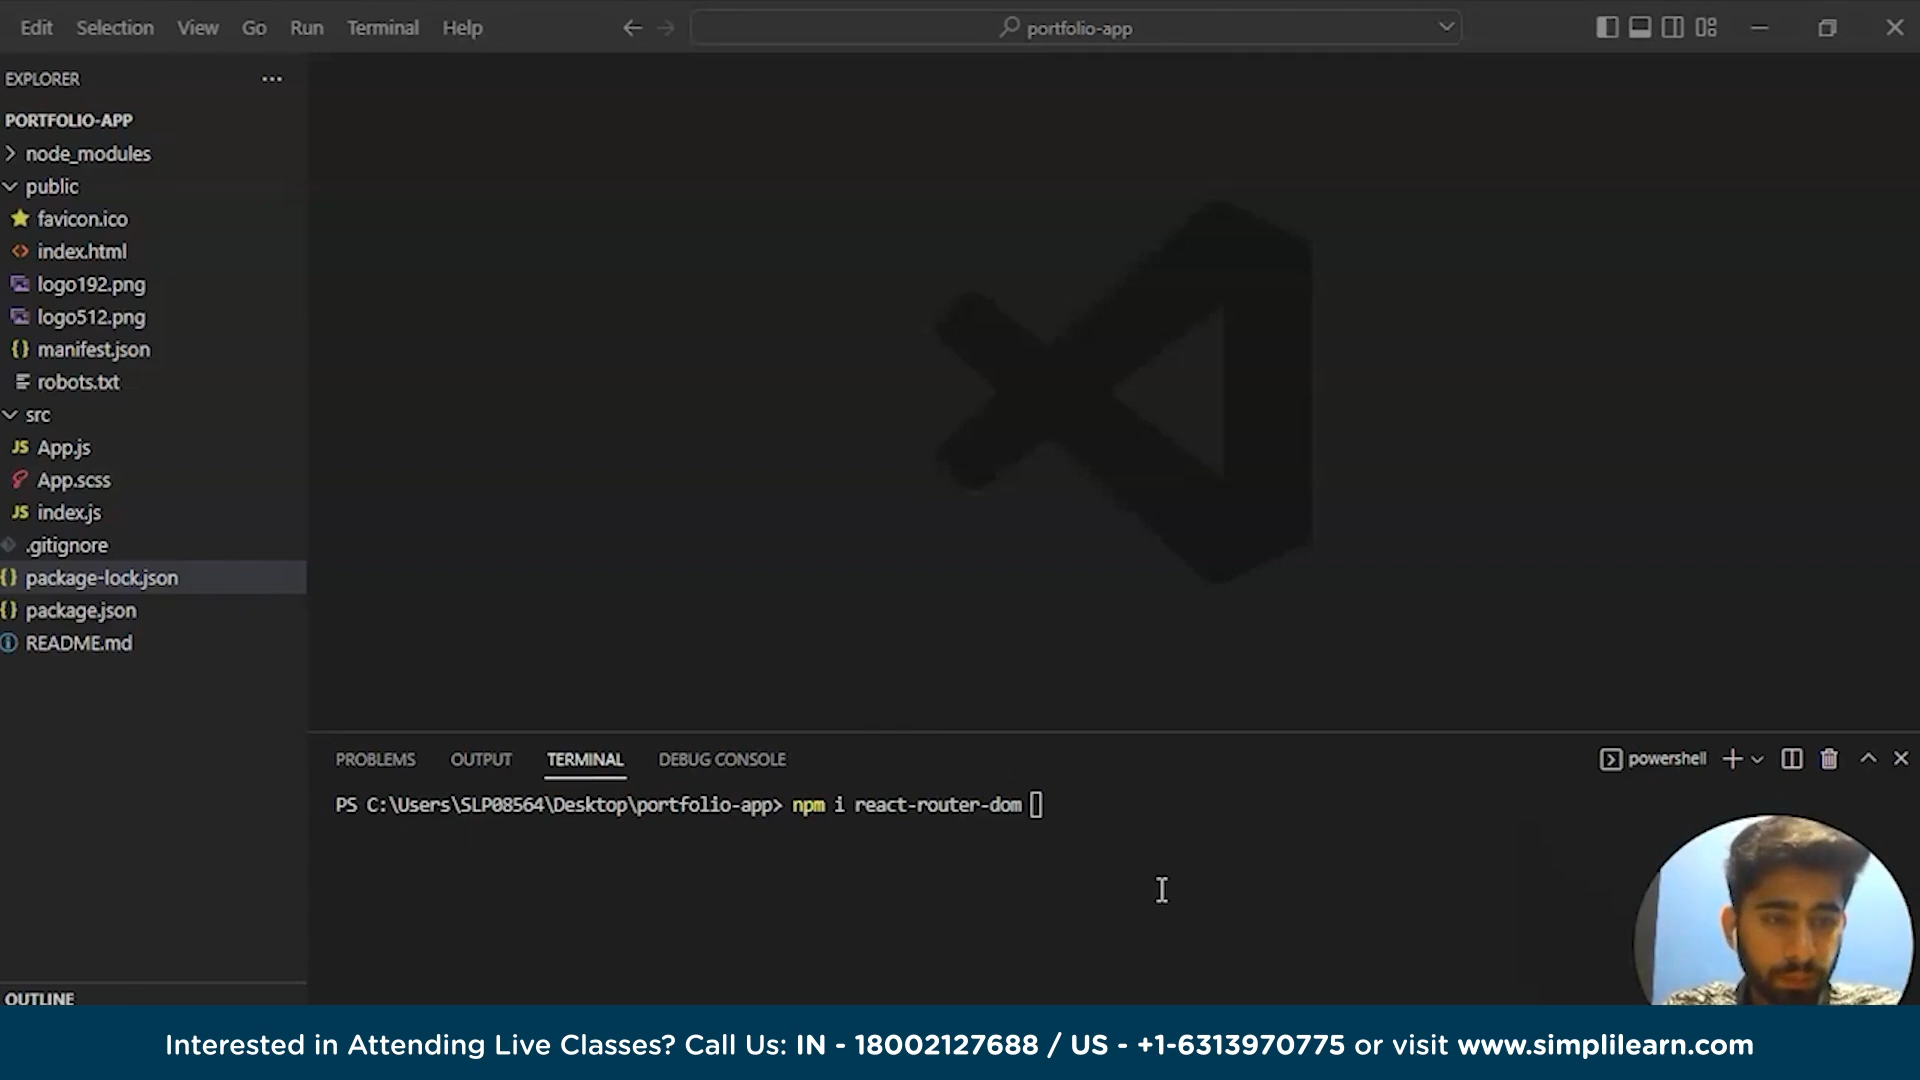 Edit Selection View Go Run Terminal Help
portfolio-app
EXPLORER
PORTFOLIO-APP
node_modules
public
favicon.ico
index.html
logo192.png
logo512.png
manifest.json
robots.txt
src
JS App.js
App.scss
JS index.js
.gitignore
{} package-lock.json
{} package.json
README.md
OUTLINE
PROBLEMS OUTPUT TERMINAL DEBUG CONSOLE
powershell
PS C:\Users\SLP08564\Desktop\portfolio-app> npm i react-router-dom
Interested in Attending Live Classes? Call Us: IN - 18002127688 / US - +1-6313970775 or visit www.simplilearn.com